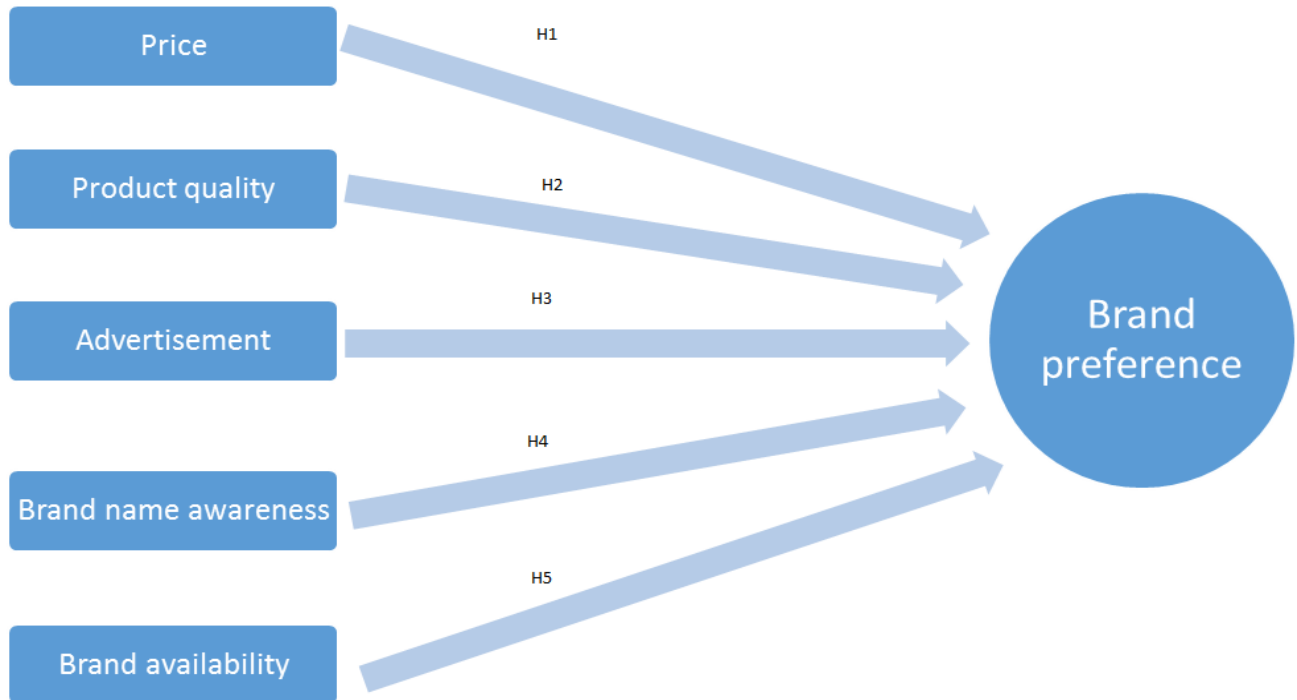 Price
H1
Product quality
H2
Advertisement
H3
Brand name awareness
H4
Brand availability
H5
Brand
preference